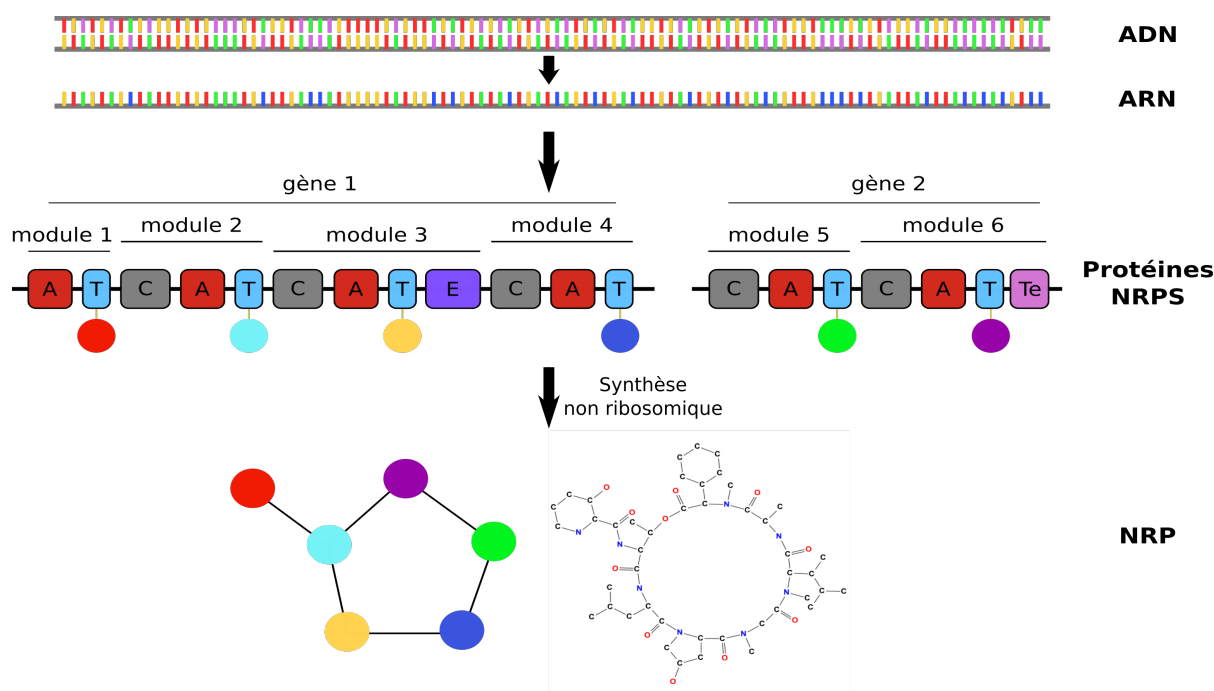 ADN
ARN
gène 1
gène 2
module 1
module 2
module 3
module 4
module 5
module 6
A T C A T C A T E C A T
C A T C A T Te
Protéines
NRPS
Synthèse
non ribosomique
NRP